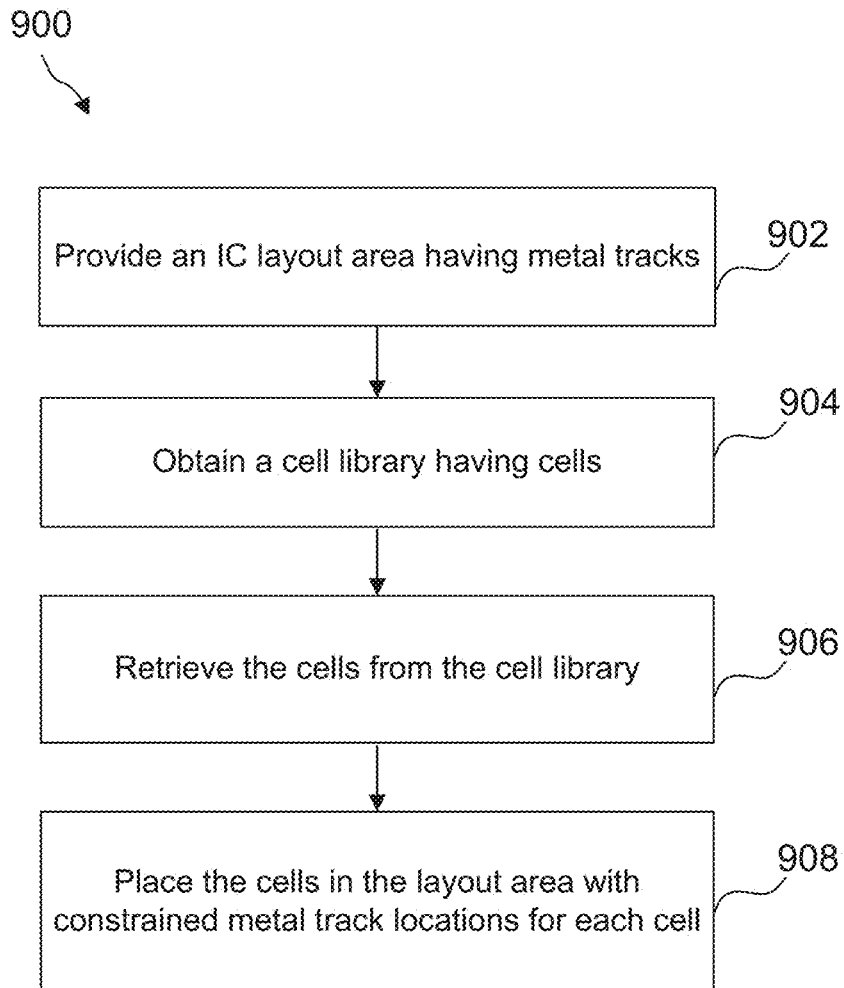 900
Provide an IC layout area having metal tracks
902
Obtain a cell library having cells
904
Retrieve the cells from the cell library
906
Place the cells in the layout area with
constrained metal track locations for each cell
908